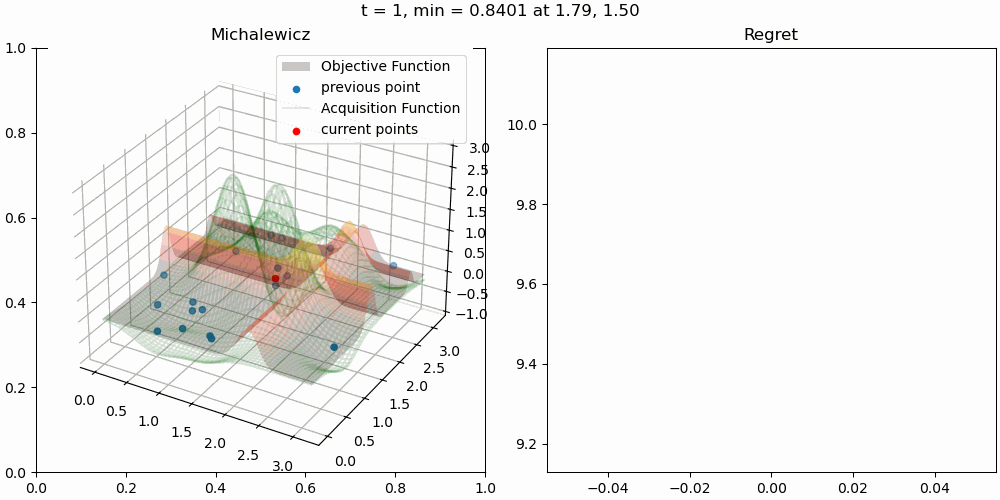 t = 1, min = 0.8401 at 1.79, 1.50
Michalewicz
Regret
Objective Function
previous point
Acquisition Function
current points
1.0
0.8
0.6
0.4
0.2
0.0
0.0 0.2 0.4 0.6 0.8 1.0
0.0 0.5 1.0 1.5 2.0 2.5 3.0
0.0 0.5 1.0 1.5 2.0 2.5 3.0
3.0
2.5
2.0
1.5
1.0
0.5
0.0
−0.5
−1.0
10.0
9.8
9.6
9.4
9.2
−0.04 −0.02 0.00 0.02 0.04